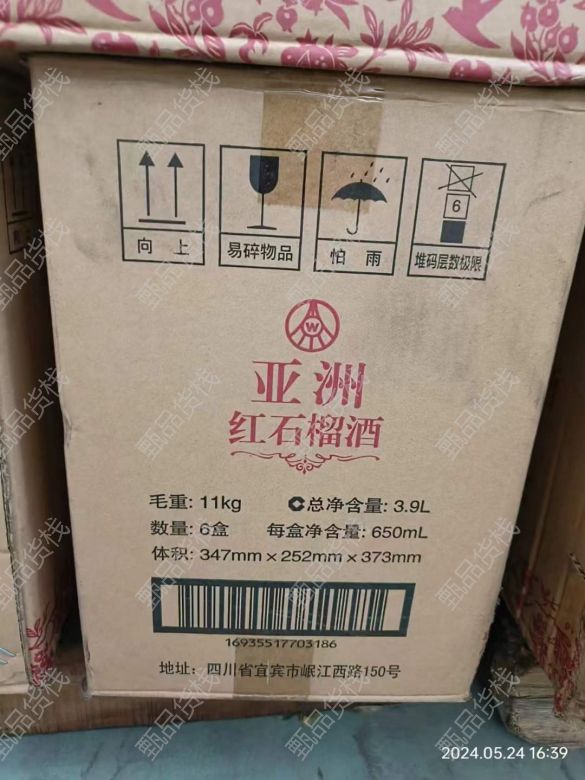 向上
易碎物品
怕雨
6
堆码层数极限
W
亚洲
红石榴酒
毛重: 11kg
总净含量: 3.9L
数量: 6盒
每盒净含量: 650mL
体积: 347mm×252mm×373mm
16935517703186
地址: 四川省宜宾市岷江西路150号
2024.05.24 16:39
甄品货栈